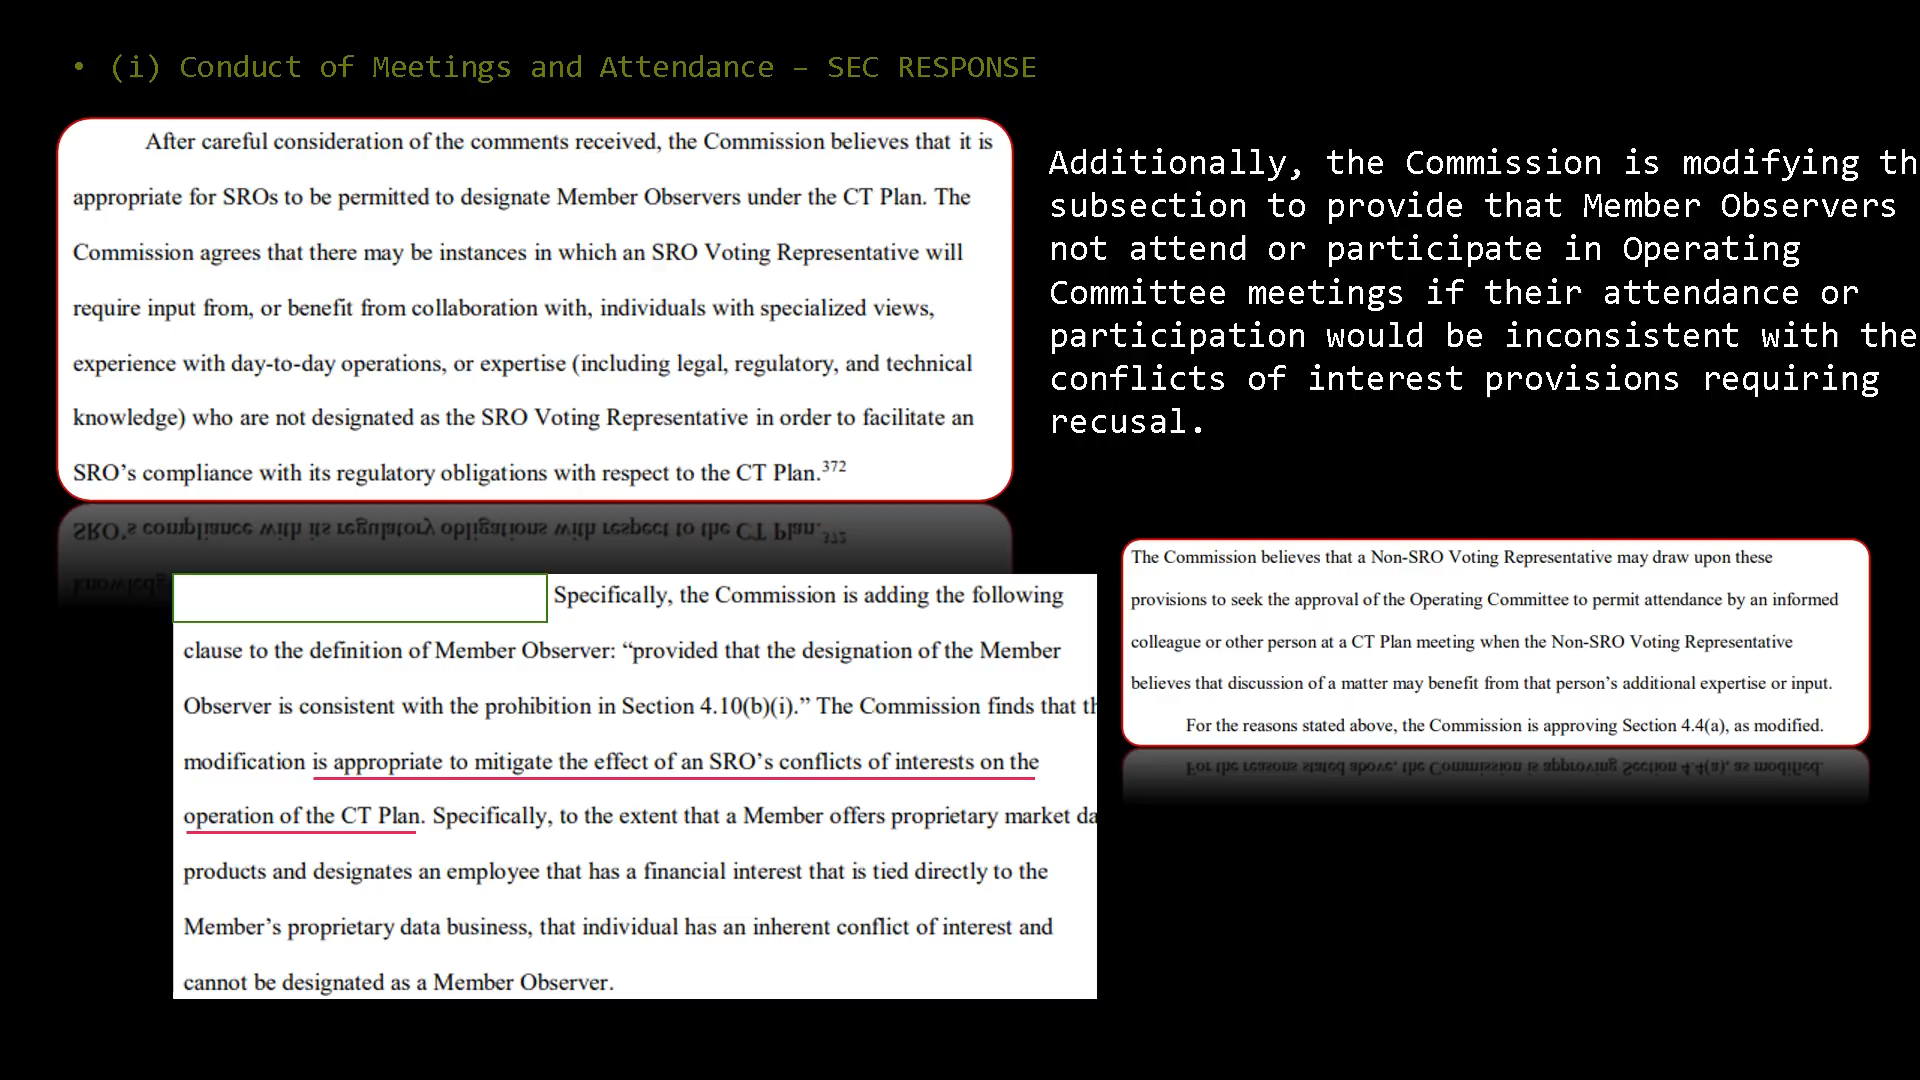 • (i) Conduct of Meetings and Attendance – SEC RESPONSE
After careful consideration of the comments received, the Commission believes that it is
appropriate for SROs to be permitted to designate Member Observers under the CT Plan. The
Commission agrees that there may be instances in which an SRO Voting Representative will
require input from, or benefit from collaboration with, individuals with specialized views,
experience with day-to-day operations, or expertise (including legal, regulatory, and technical
knowledge) who are not designated as the SRO Voting Representative in order to facilitate an
SRO’s compliance with its regulatory obligations with respect to the CT Plan.372
Additionally, the Commission is modifying th
subsection to provide that Member Observers
not attend or participate in Operating
Committee meetings if their attendance or
participation would be inconsistent with the
conflicts of interest provisions requiring
recusal.
Specifically, the Commission is adding the following
clause to the definition of Member Observer: “provided that the designation of the Member
Observer is consistent with the prohibition in Section 4.10(b)(i).” The Commission finds that th
modification is appropriate to mitigate the effect of an SRO’s conflicts of interests on the
operation of the CT Plan. Specifically, to the extent that a Member offers proprietary market da
products and designates an employee that has a financial interest that is tied directly to the
Member’s proprietary data business, that individual has an inherent conflict of interest and
cannot be designated as a Member Observer.
The Commission believes that a Non-SRO Voting Representative may draw upon these
provisions to seek the approval of the Operating Committee to permit attendance by an informed
colleague or other person at a CT Plan meeting when the Non-SRO Voting Representative
believes that discussion of a matter may benefit from that person’s additional expertise or input.
For the reasons stated above, the Commission is approving Section 4.4(a), as modified.